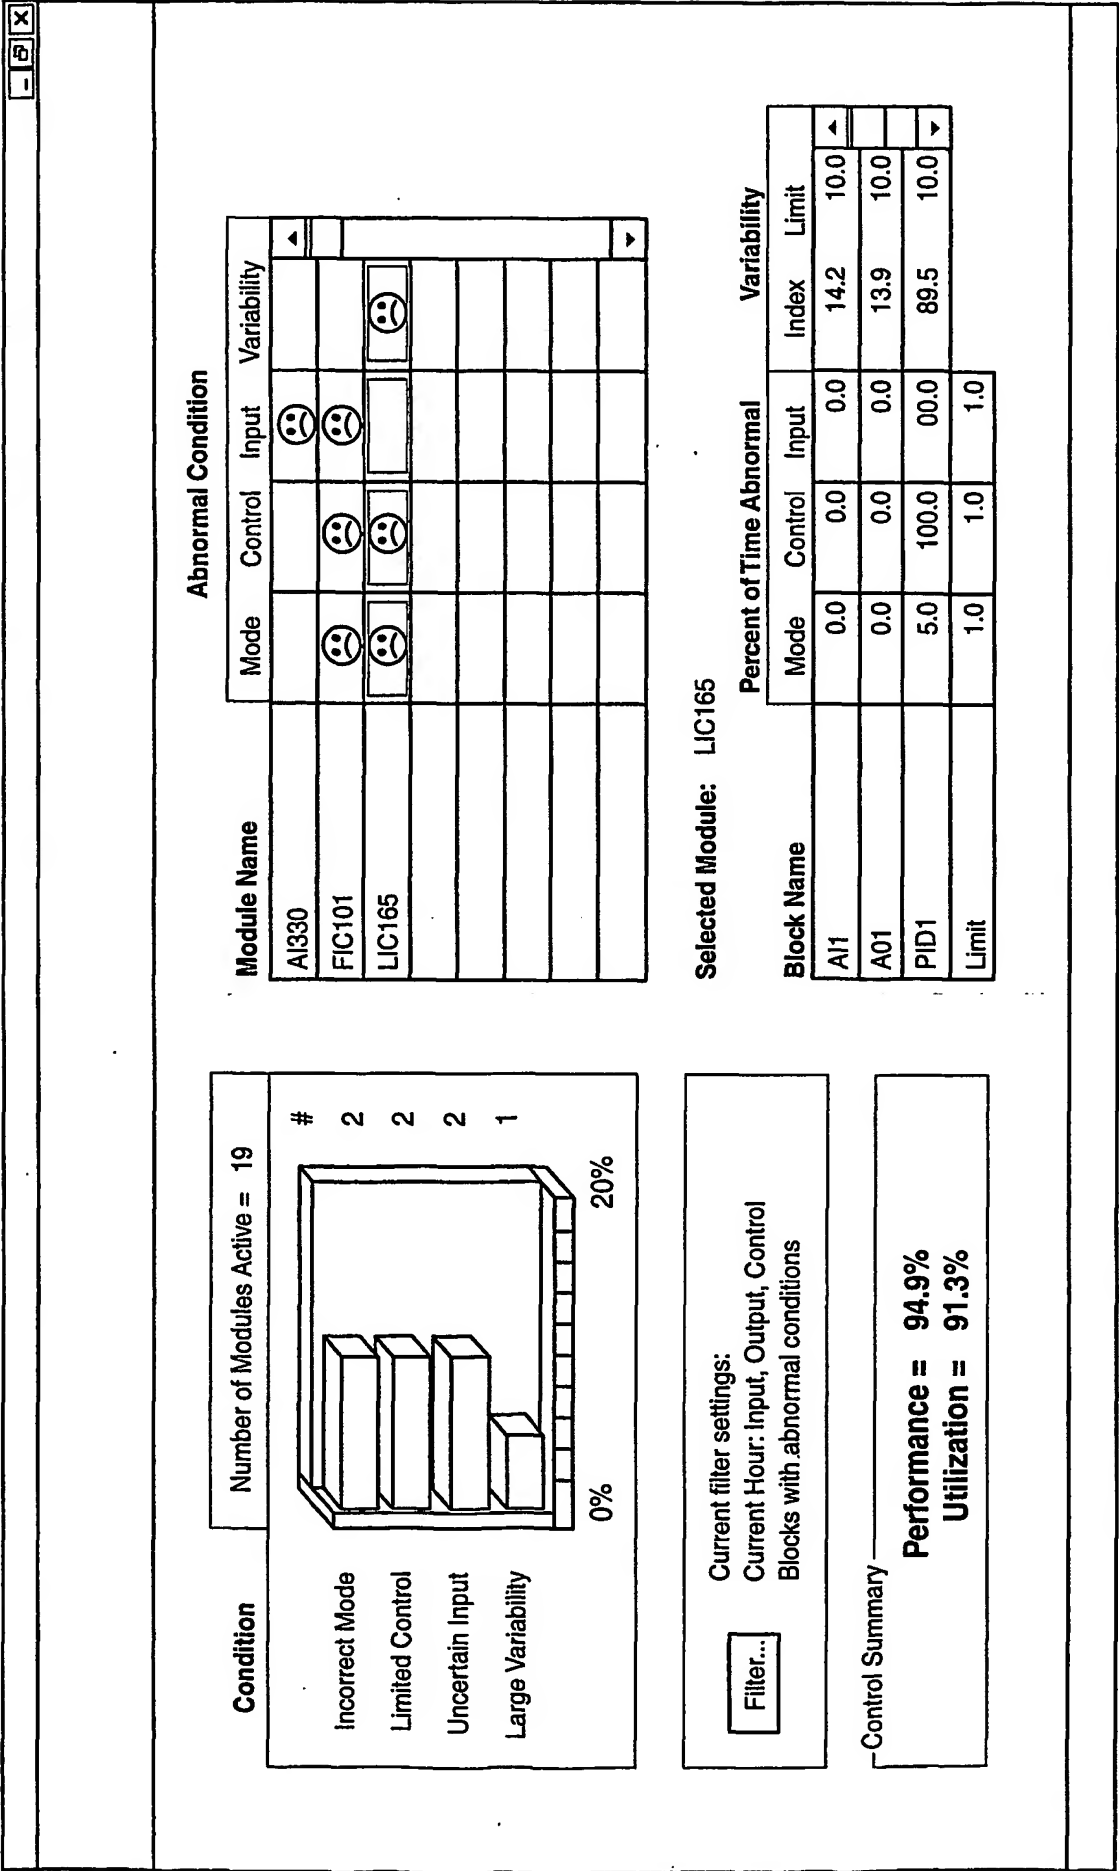 Condition
Number of Modules Active = 19
#
Incorrect Mode 2
Limited Control 2
Uncertain Input 2
Large Variability 1
0% 20%
Filter...
Current filter settings:
Current Hour: Input, Output, Control
Blocks with abnormal conditions
Control Summary
Performance = 94.9%
Utilization = 91.3%
Abnormal Condition
Module Name Mode Control Input Variability
AI330
FIC101
LIC165
Selected Module: LIC165
Percent of Time Abnormal Variability
Block Name Mode Control Input Index Limit
AI1 0.0 0.0 0.0 14.2 10.0
A01 0.0 0.0 0.0 13.9 10.0
PID1 5.0 100.0 00.0 89.5 10.0
Limit 1.0 1.0 1.0